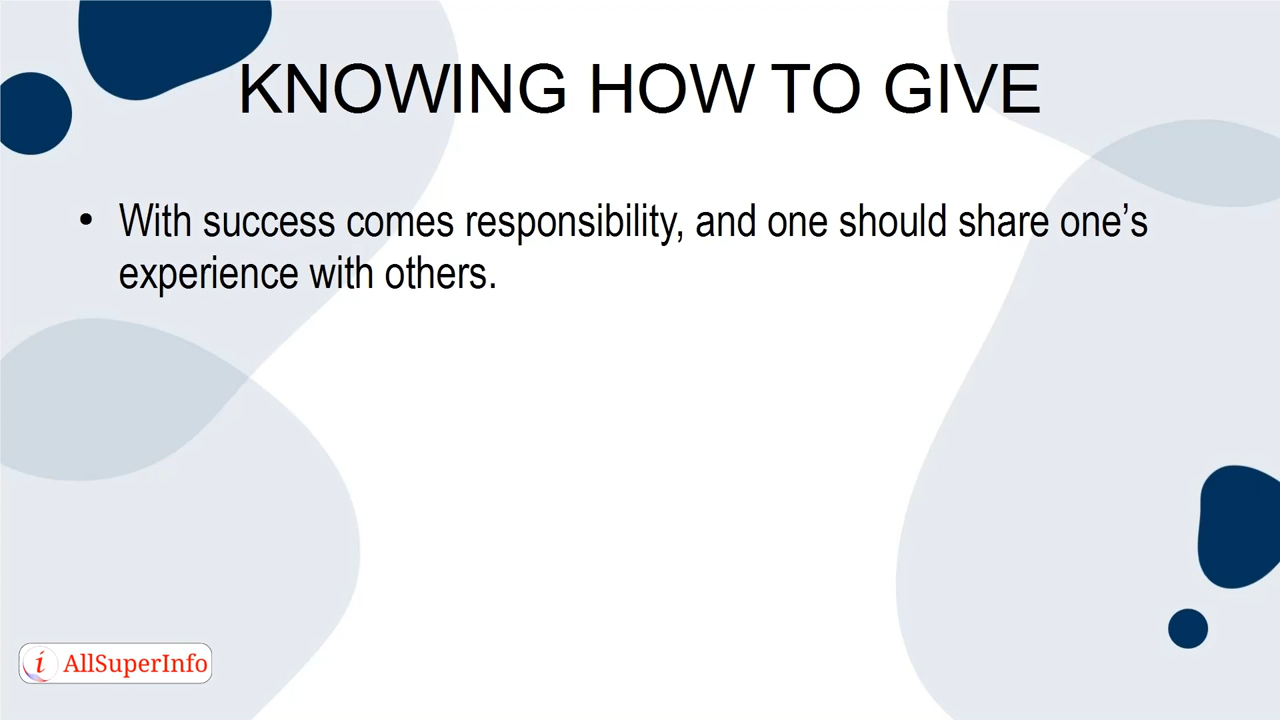 KNOWING HOW TO GIVE
• With success comes responsibility, and one should share one’s
experience with others.
i AllSuperInfo